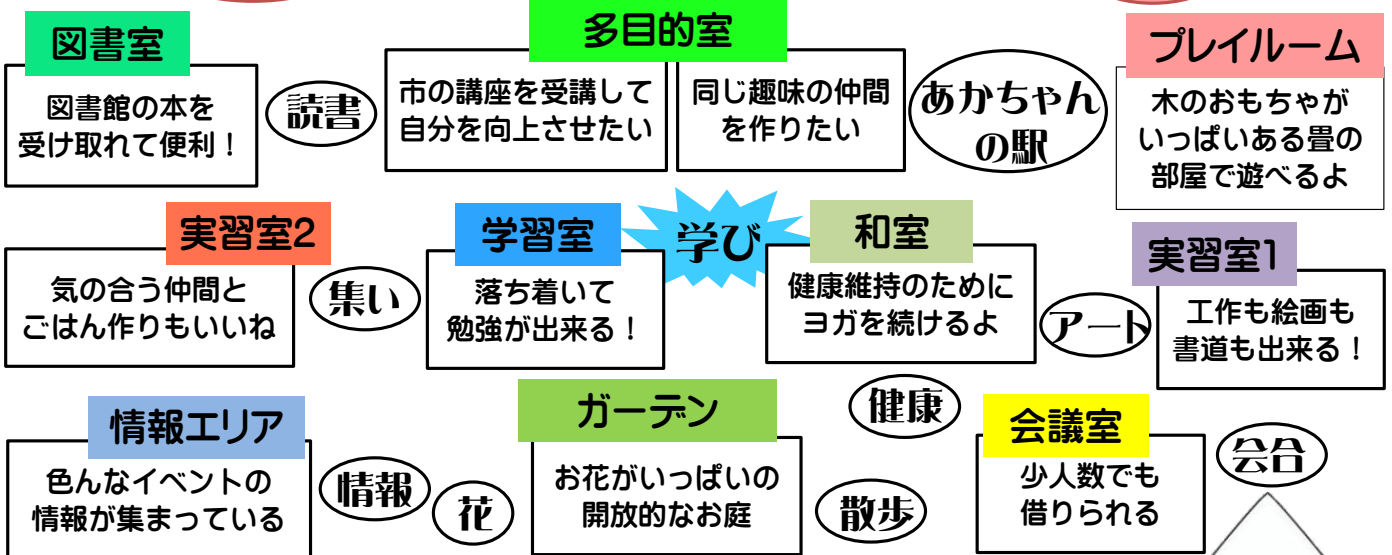 図書室
図書館の本を
受け取れて便利！
読書
多目的室
市の講座を受講して
自分を向上させたい
同じ趣味の仲間
を作りたい
あかちゃん
の駅
プレイルーム
木のおもちゃが
いっぱいある畳の
部屋で遊べるよ
実習室2
気の合う仲間と
ごはん作りもいいね
集い
学習室
落ち着いて
勉強が出来る！
学び
和室
健康維持のために
ヨガを続けるよ
アート
実習室1
工作も絵画も
書道も出来る！
情報エリア
色んなイベントの
情報が集まっている
情報
花
ガーデン
お花がいっぱいの
開放的なお庭
健康
散歩
会議室
少人数でも
借りられる
会合